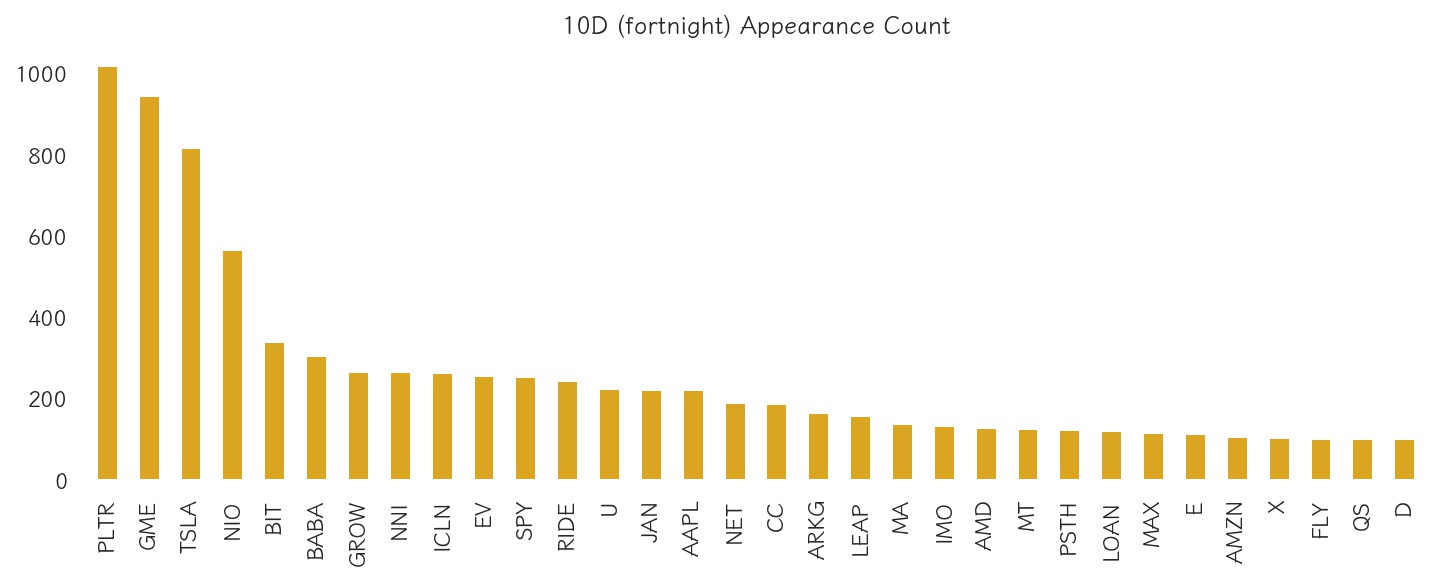 10D (fortnight) Appearance Count
1000
800
600
400
200
0
PLTR
GME
TSLA
NIO
BIT
BABA
GROW
NNI
ICLN
EV
SPY
RIDE
U
JAN
AAPL
NET
CC
ARKG
LEAP
MA
IMO
AMD
MT
PSTH
LOAN
MAX
E
AMZN
X
FLY
QS
D